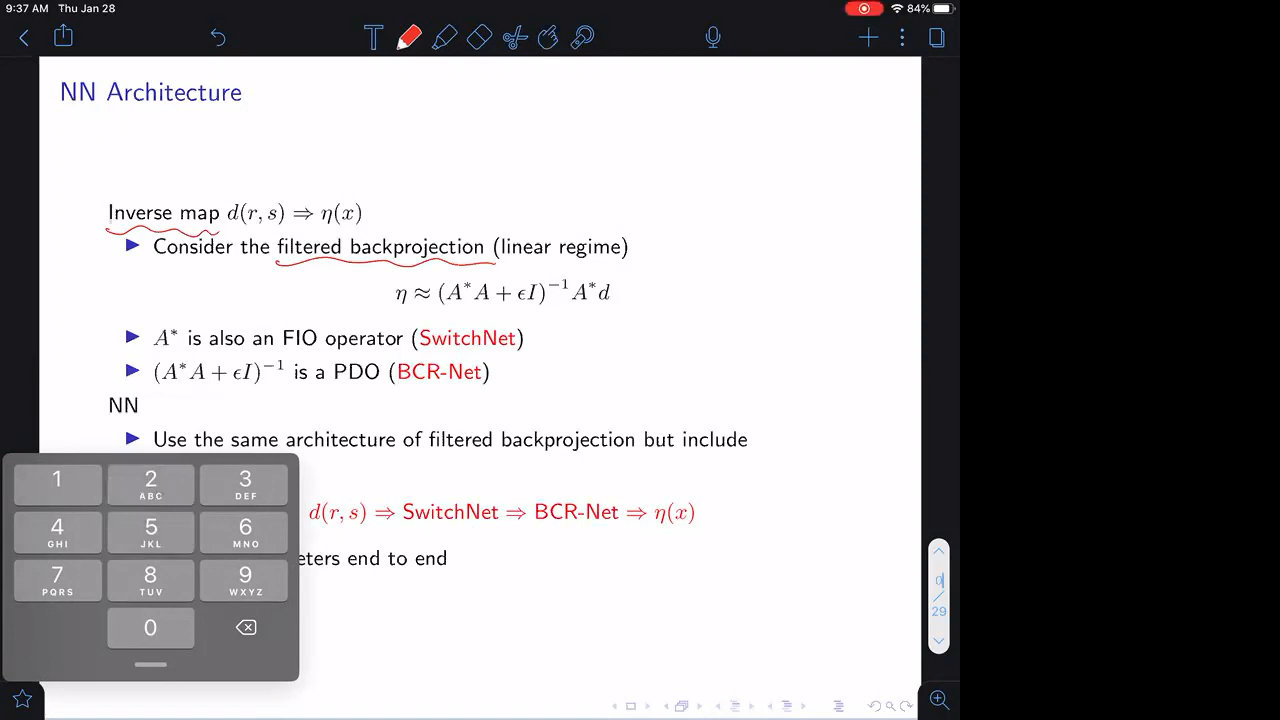 9:37 AM Thu Jan 28
84%
T
NN Architecture
Inverse map d(r, s) ⇒ η(x)
▶ Consider the filtered backprojection (linear regime)
η ≈ (A*A + ϵI)⁻¹A*d
▶ A* is also an FIO operator (SwitchNet)
▶ (A*A + ϵI)⁻¹ is a PDO (BCR-Net)
NN
▶ Use the same architecture of filtered backprojection but include
d(r, s) ⇒ SwitchNet ⇒ BCR-Net ⇒ η(x)
eters end to end
1
2 ABC
3 DEF
4 GHI
5 JKL
6 MNO
7 PQRS
8 TUV
9 WXYZ
0
/
29